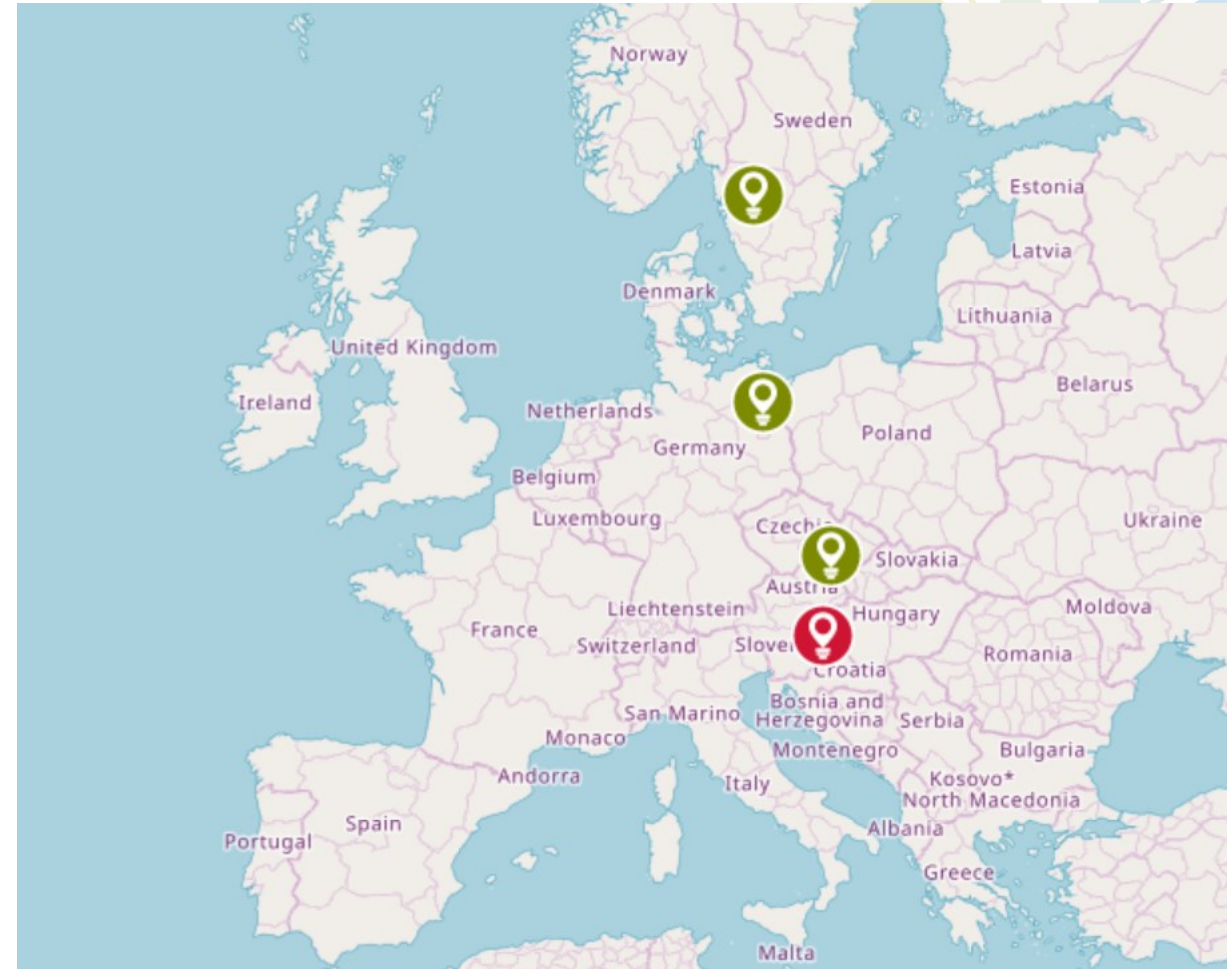 Norway
Sweden
Estonia
Latvia
Denmark
Lithuania
United Kingdom
Belarus
Ireland
Netherlands
Poland
Germany
Belgium
Luxembourg
Czechia
Ukraine
Slovakia
Austria
Liechtenstein
Hungary
Moldova
France
Switzerland
Romania
Croatia
Bosnia and
Herzegovina
San Marino
Serbia
Monaco
Montenegro
Bulgaria
Andorra
Italy
Kosovo*
North Macedonia
Spain
Albania
Portugal
Greece
Malta